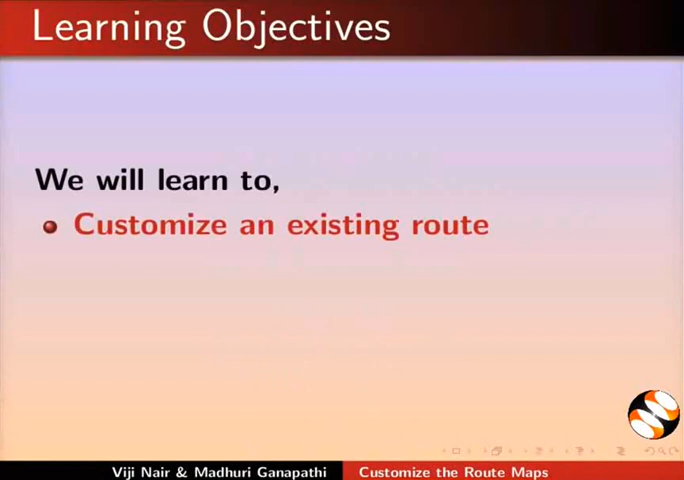 Learning Objectives
We will learn to,
Customize an existing route
Viji Nair & Madhuri Ganapathi
Customize the Route Maps